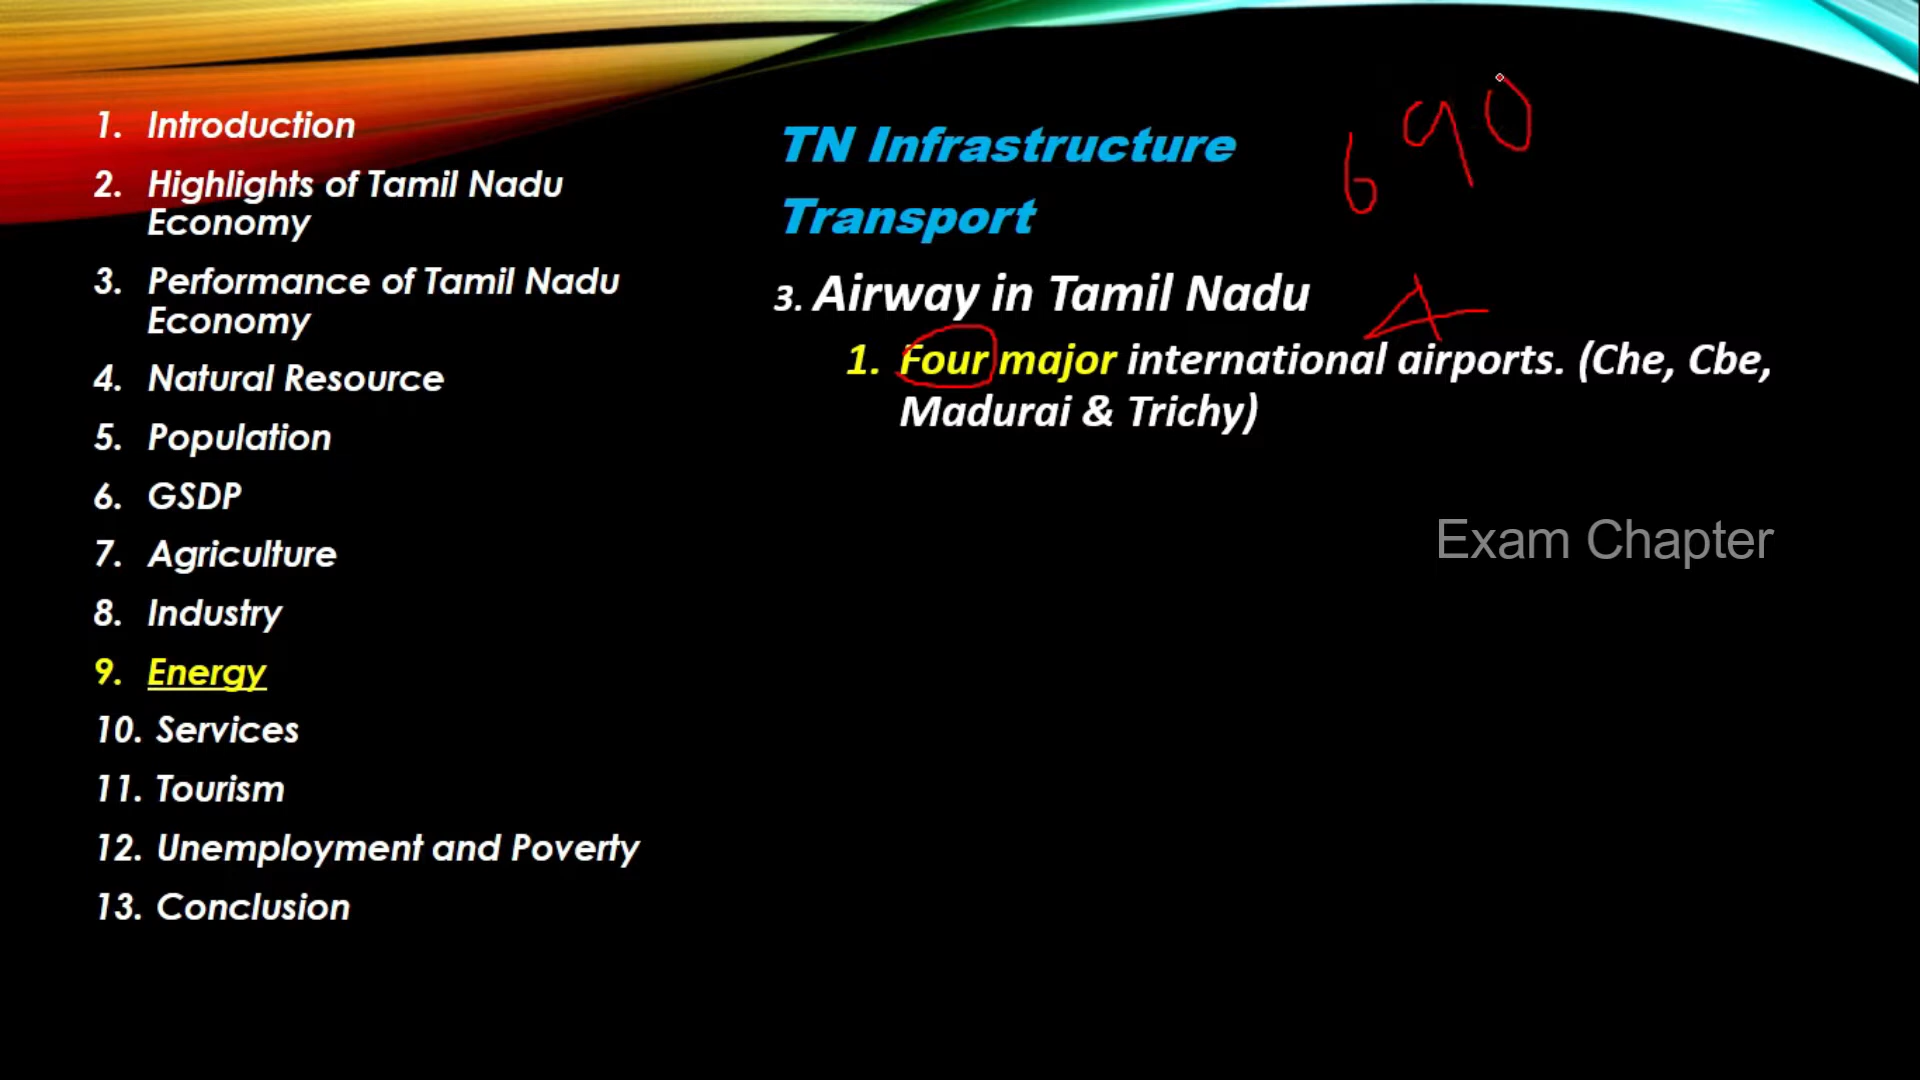 1. Introduction
2. Highlights of Tamil Nadu
Economy
3. Performance of Tamil Nadu
Economy
4. Natural Resource
5. Population
6. GSDP
7. Agriculture
8. Industry
9. Energy
10. Services
11. Tourism
12. Unemployment and Poverty
13. Conclusion
TN Infrastructure
Transport
690
3. Airway in Tamil Nadu
4
1. Four major international airports. (Che, Cbe,
Madurai & Trichy)
Exam Chapter